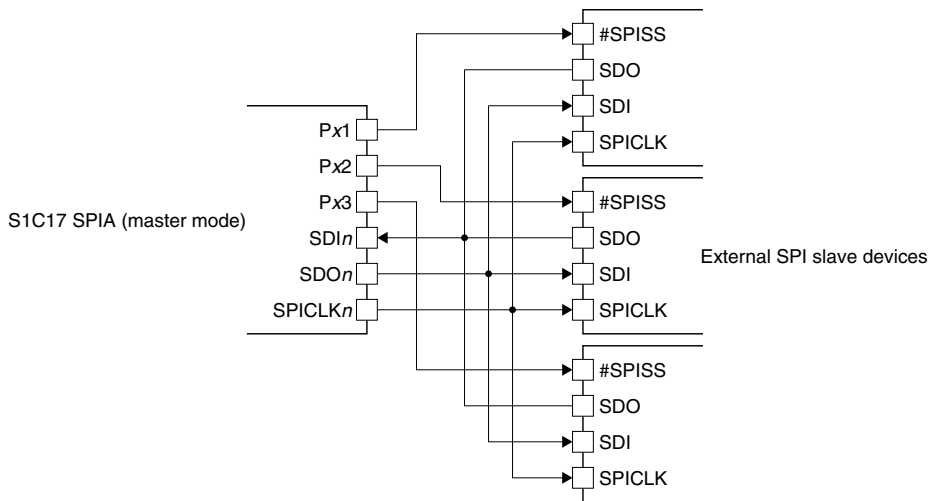 S1C17 SPIA (master mode)
Px1
Px2
Px3
SDIn
SDOn
SPICLKn
#SPISS
SDO
SDI
SPICLK
#SPISS
SDO
SDI
SPICLK
#SPISS
SDO
SDI
SPICLK
External SPI slave devices